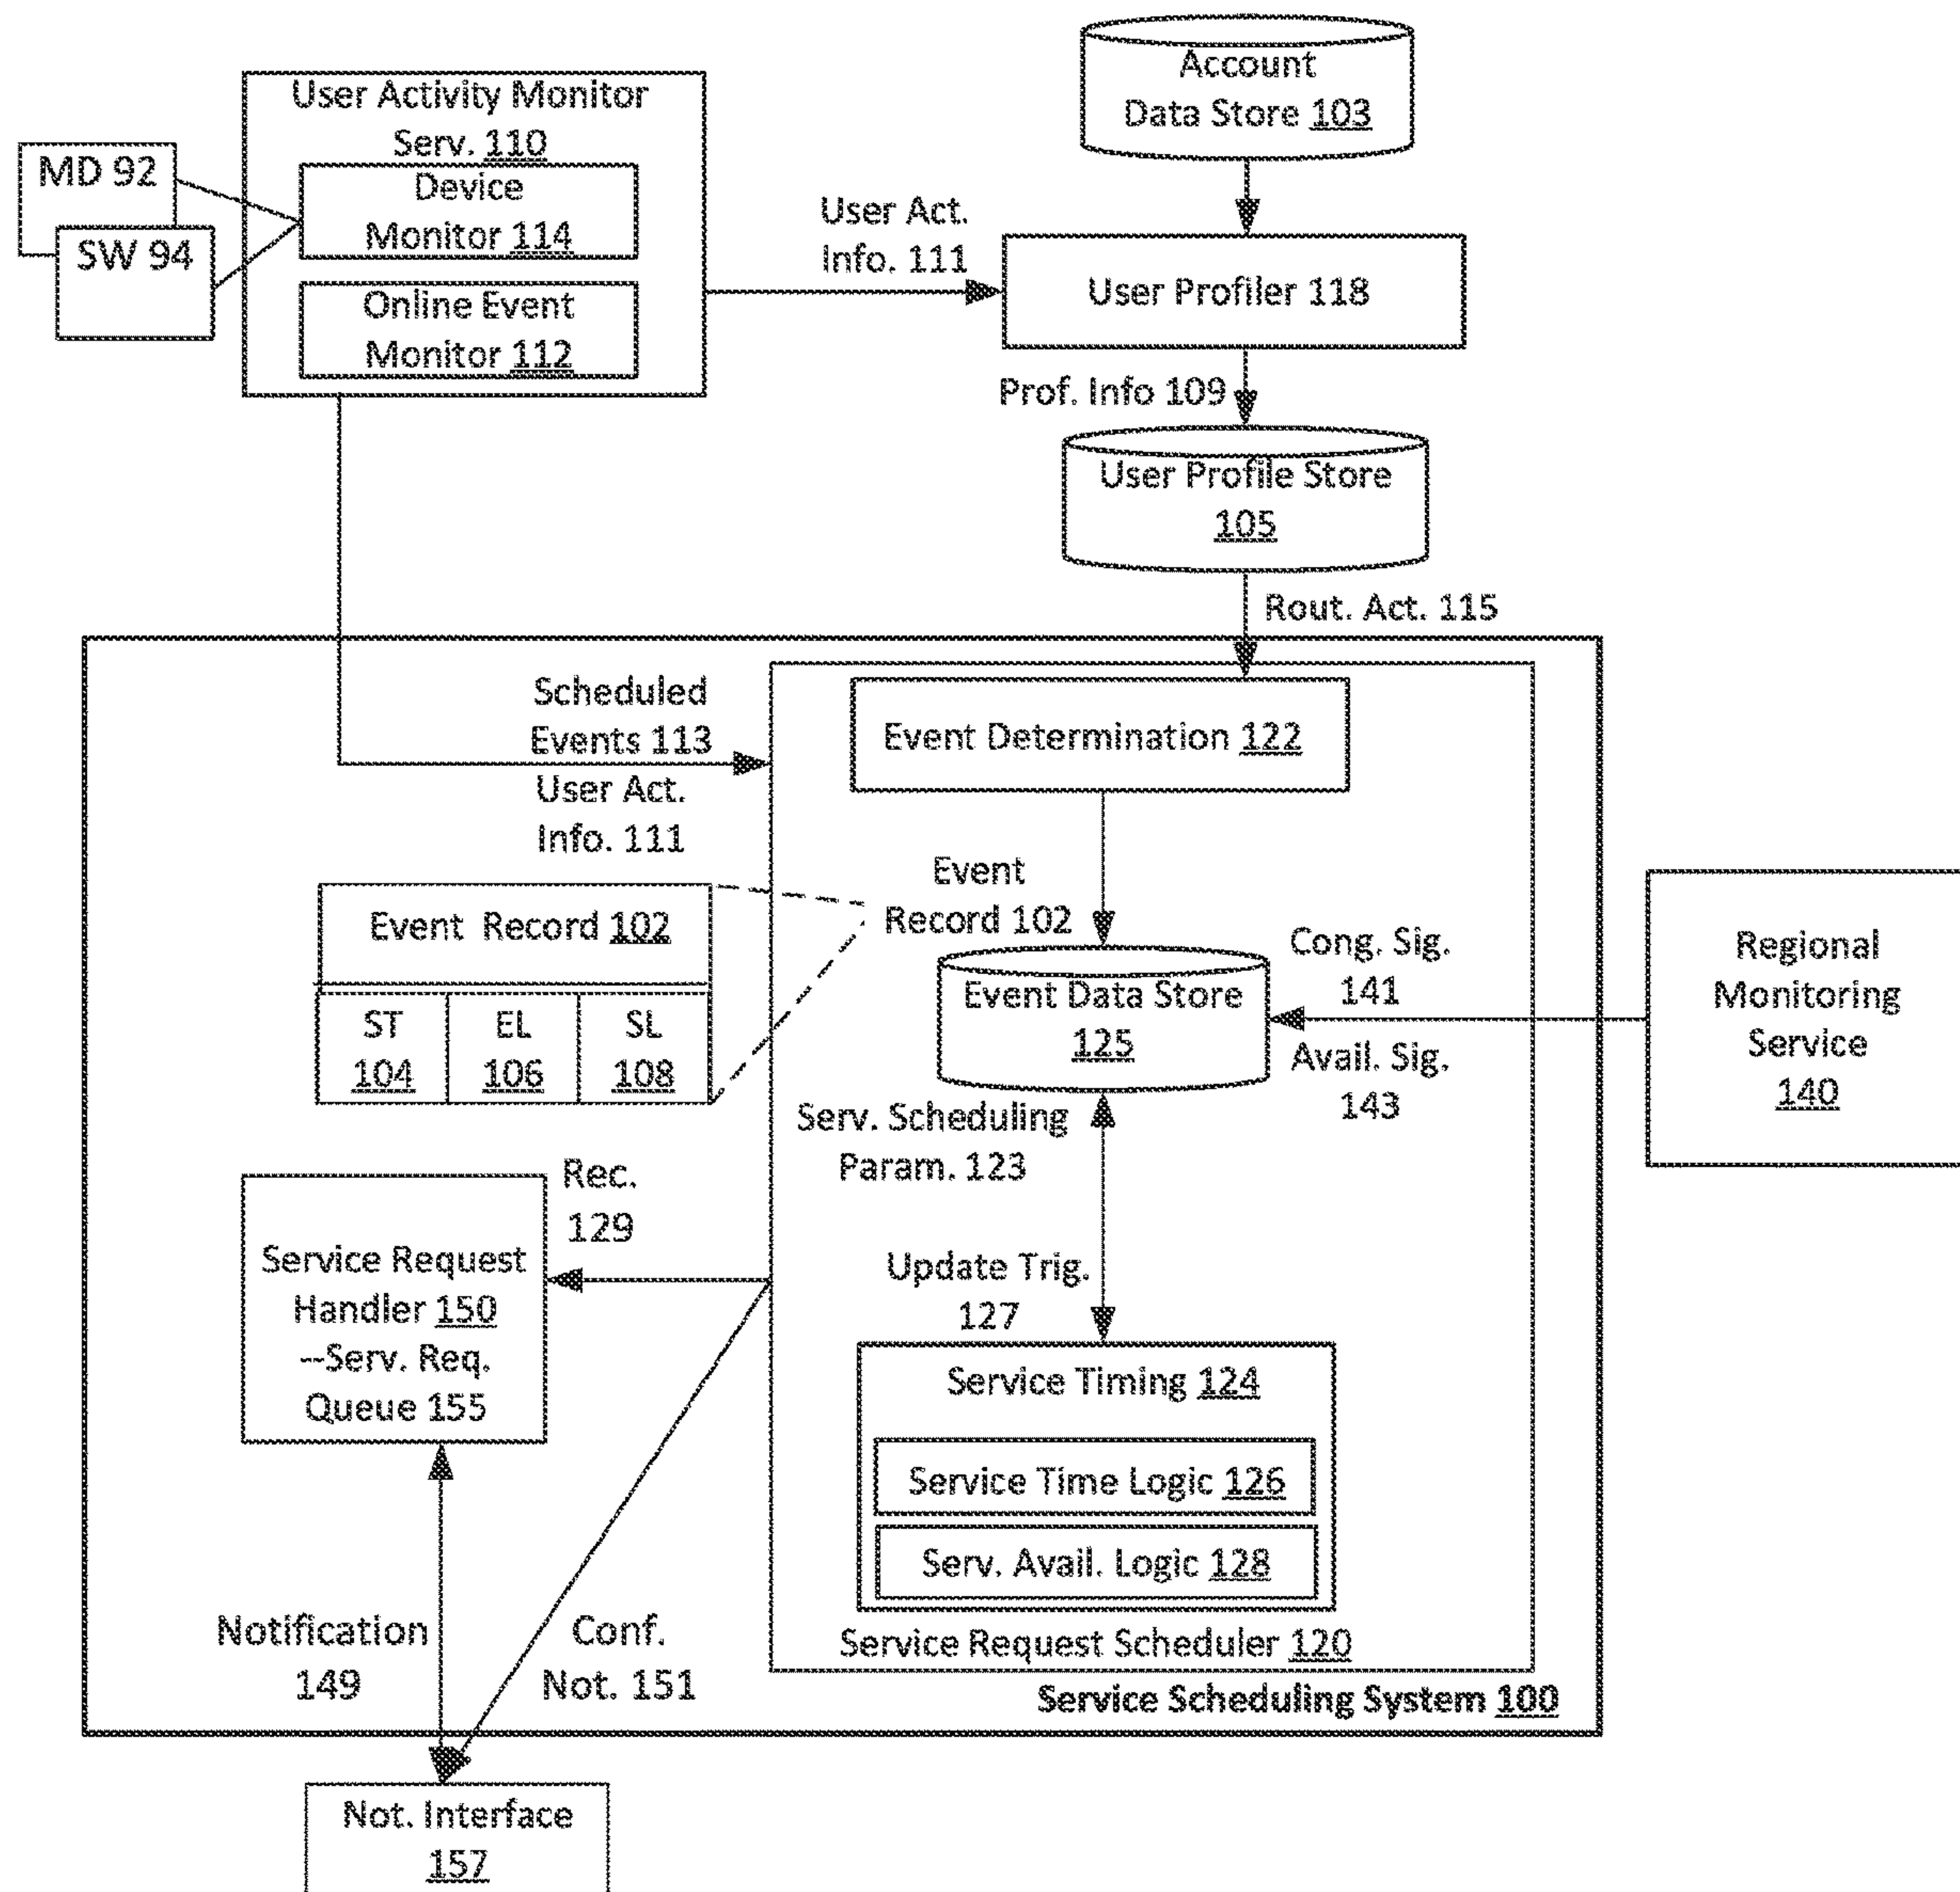 Account
Data Store 103
User Activity Monitor
Serv. 110
MD 92
SW 94
Device
Monitor 114
Online Event
Monitor 112
User Act.
Info. 111
User Profiler 118
Prof. Info 109
User Profile Store
105
Rout. Act. 115
Scheduled
Events 113
User Act.
Info. 111
Event Determination 122
Event
Record 102
Event Record 102
ST
104
EL
106
SL
108
Event Data Store
125
Cong. Sig.
141
Avail. Sig.
143
Regional
Monitoring
Service
140
Serv. Scheduling
Param. 123
Rec.
129
Service Request
Handler 150
--Serv. Req.
Queue 155
Update Trig.
127
Service Timing 124
Service Time Logic 126
Serv. Avail. Logic 128
Service Request Scheduler 120
Notification
149
Conf.
Not. 151
Service Scheduling System 100
Not. Interface
157